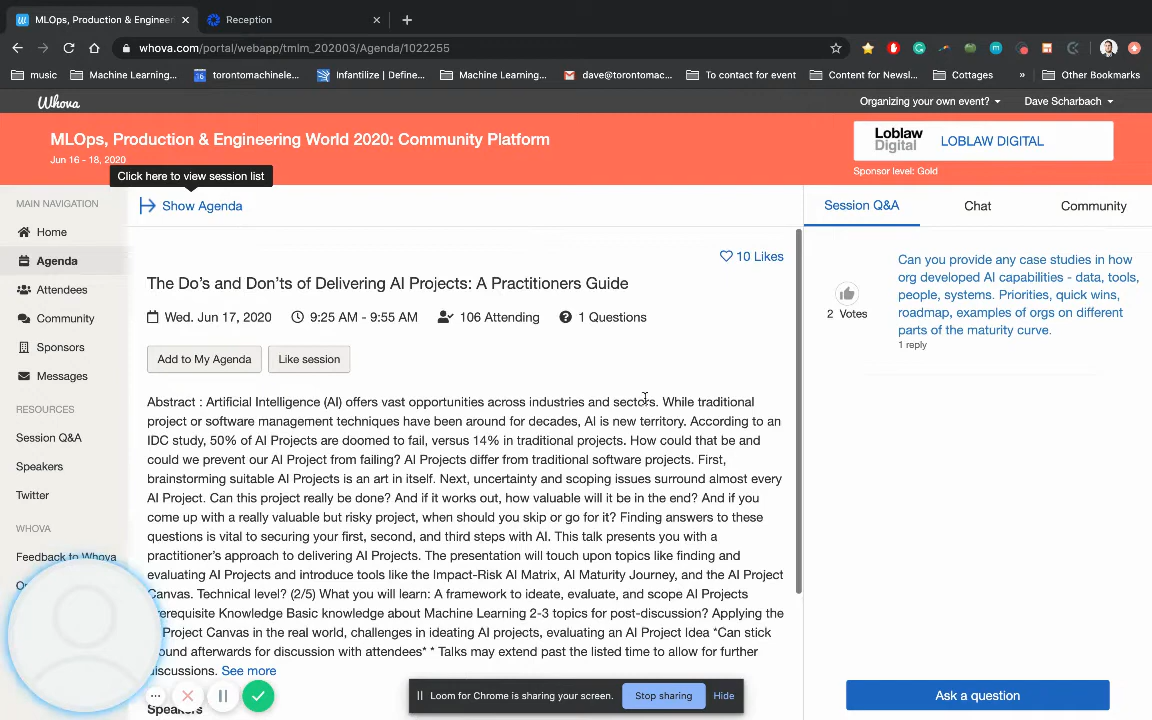 MLOps, Production & Engineer
Reception
whova.com/portal/webapp/tmlm_202003/Agenda/1022255
music
Machine Learning...
torontomachinele...
Infantilize | Define...
Machine Learning...
dave@torontomac...
To contact for event
Content for Newsl...
Cottages
»
Other Bookmarks
Whova
Organizing your own event?
Dave Scharbach
MLOps, Production & Engineering World 2020: Community Platform
Jun 16 - 18, 2020
Loblaw
Digital
LOBLAW DIGITAL
Sponsor level: Gold
Click here to view session list
MAIN NAVIGATION
Home
Agenda
Attendees
Community
Sponsors
Messages
RESOURCES
Session Q&A
Speakers
Twitter
WHOVA
Feedback to Whova
Show Agenda
10 Likes
The Do's and Don'ts of Delivering AI Projects: A Practitioners Guide
Wed. Jun 17, 2020
9:25 AM - 9:55 AM
106 Attending
1 Questions
Add to My Agenda
Like session
Abstract : Artificial Intelligence (AI) offers vast opportunities across industries and sectors. While traditional
project or software management techniques have been around for decades, AI is new territory. According to an
IDC study, 50% of AI Projects are doomed to fail, versus 14% in traditional projects. How could that be and
could we prevent our AI Project from failing? AI Projects differ from traditional software projects. First,
brainstorming suitable AI Projects is an art in itself. Next, uncertainty and scoping issues surround almost every
AI Project. Can this project really be done? And if it works out, how valuable will it be in the end? And if you
come up with a really valuable but risky project, when should you skip or go for it? Finding answers to these
questions is vital to securing your first, second, and third steps with AI. This talk presents you with a
practitioner's approach to delivering AI Projects. The presentation will touch upon topics like finding and
evaluating AI Projects and introduce tools like the Impact-Risk AI Matrix, AI Maturity Journey, and the AI Project
Canvas. Technical level? (2/5) What you will learn: A framework to ideate, evaluate, and scope AI Projects
rerequisite Knowledge Basic knowledge about Machine Learning 2-3 topics for post-discussion? Applying the
Project Canvas in the real world, challenges in ideating AI projects, evaluating an AI Project Idea *Can stick
ound afterwards for discussion with attendees* * Talks may extend past the listed time to allow for further
iscussions. See more
Speakers
Session Q&A
Chat
Community
Can you provide any case studies in how
org developed AI capabilities - data, tools,
people, systems. Priorities, quick wins,
roadmap, examples of orgs on different
parts of the maturity curve.
1 reply
2 Votes
Ask a question
Loom for Chrome is sharing your screen.
Stop sharing
Hide